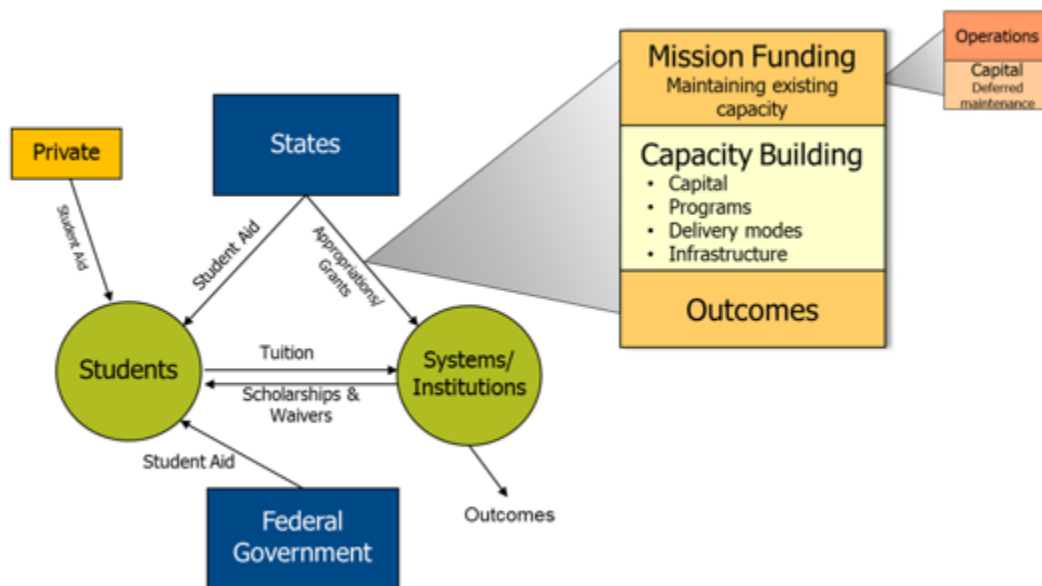 Operations
Capital
Deferred
maintenance
Mission Funding
Maintaining existing
capacity
Capacity Building
• Capital
• Programs
• Delivery modes
• Infrastructure
Outcomes
States
Private
Student Aid
Student Aid
Appropriations/
Grants
Students
Tuition
Scholarships &
Waivers
Systems/
Institutions
Student Aid
Outcomes
Federal
Government